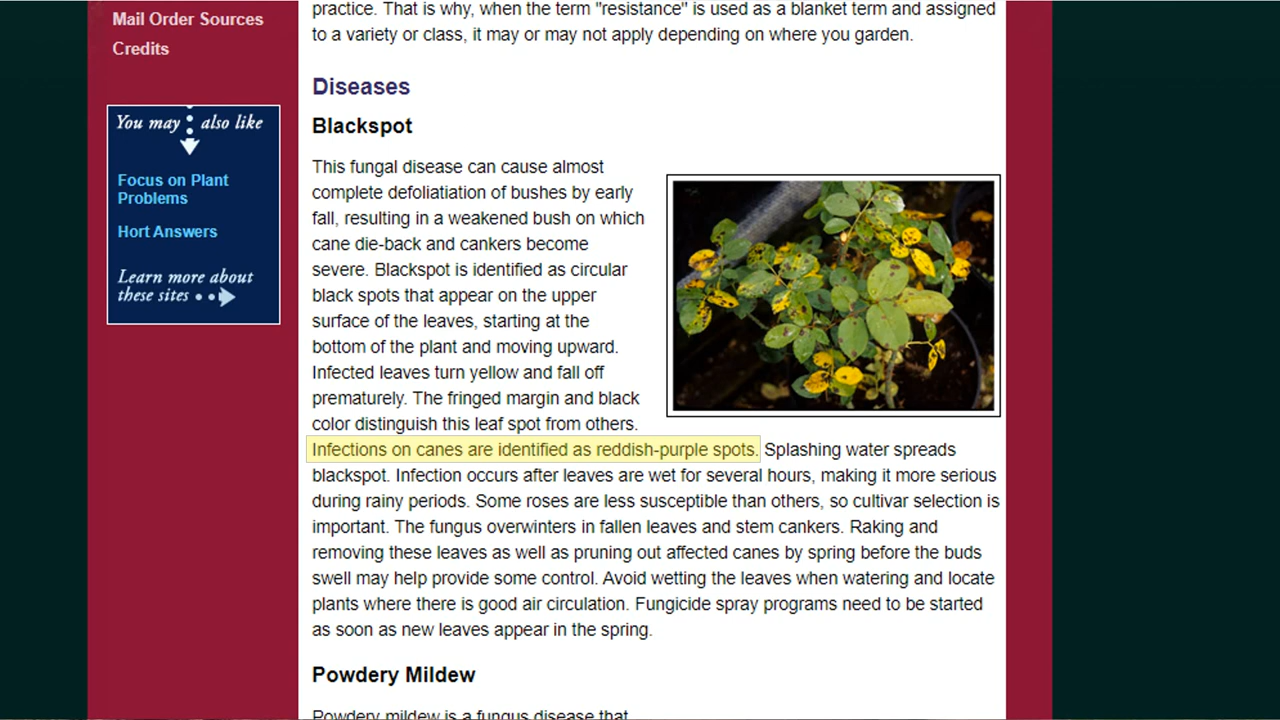 Mail Order Sources
Credits
You may also like
Focus on Plant
Problems
Hort Answers
Learn more about
these sites
practice. That is why, when the term "resistance" is used as a blanket term and assigned
to a variety or class, it may or may not apply depending on where you garden.
Diseases
Blackspot
This fungal disease can cause almost
complete defoliatiation of bushes by early
fall, resulting in a weakened bush on which
cane die-back and cankers become
severe. Blackspot is identified as circular
black spots that appear on the upper
surface of the leaves, starting at the
bottom of the plant and moving upward.
Infected leaves turn yellow and fall off
prematurely. The fringed margin and black
color distinguish this leaf spot from others.
Infections on canes are identified as reddish-purple spots. Splashing water spreads
blackspot. Infection occurs after leaves are wet for several hours, making it more serious
during rainy periods. Some roses are less susceptible than others, so cultivar selection is
important. The fungus overwinters in fallen leaves and stem cankers. Raking and
removing these leaves as well as pruning out affected canes by spring before the buds
swell may help provide some control. Avoid wetting the leaves when watering and locate
plants where there is good air circulation. Fungicide spray programs need to be started
as soon as new leaves appear in the spring.
Powdery Mildew
Powdery mildew is a fungus disease that